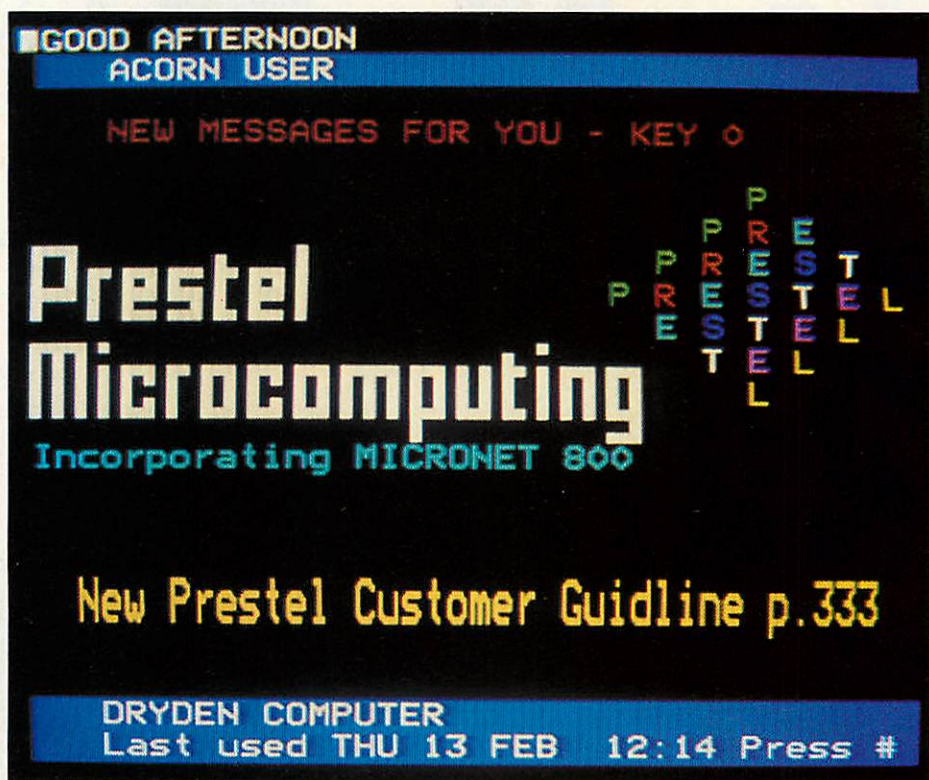 GOOD AFTERNOON
ACORN USER
NEW MESSAGES FOR YOU - KEY 0
P
P R E
P R E S T
Prestel
P R E S T E L
E S T E L
Microcomputing
T E L
L
Incorporating MICRONET 800
New Prestel Customer Guidline p.333
DRYDEN COMPUTER
Last used THU 13 FEB 12:14 Press #